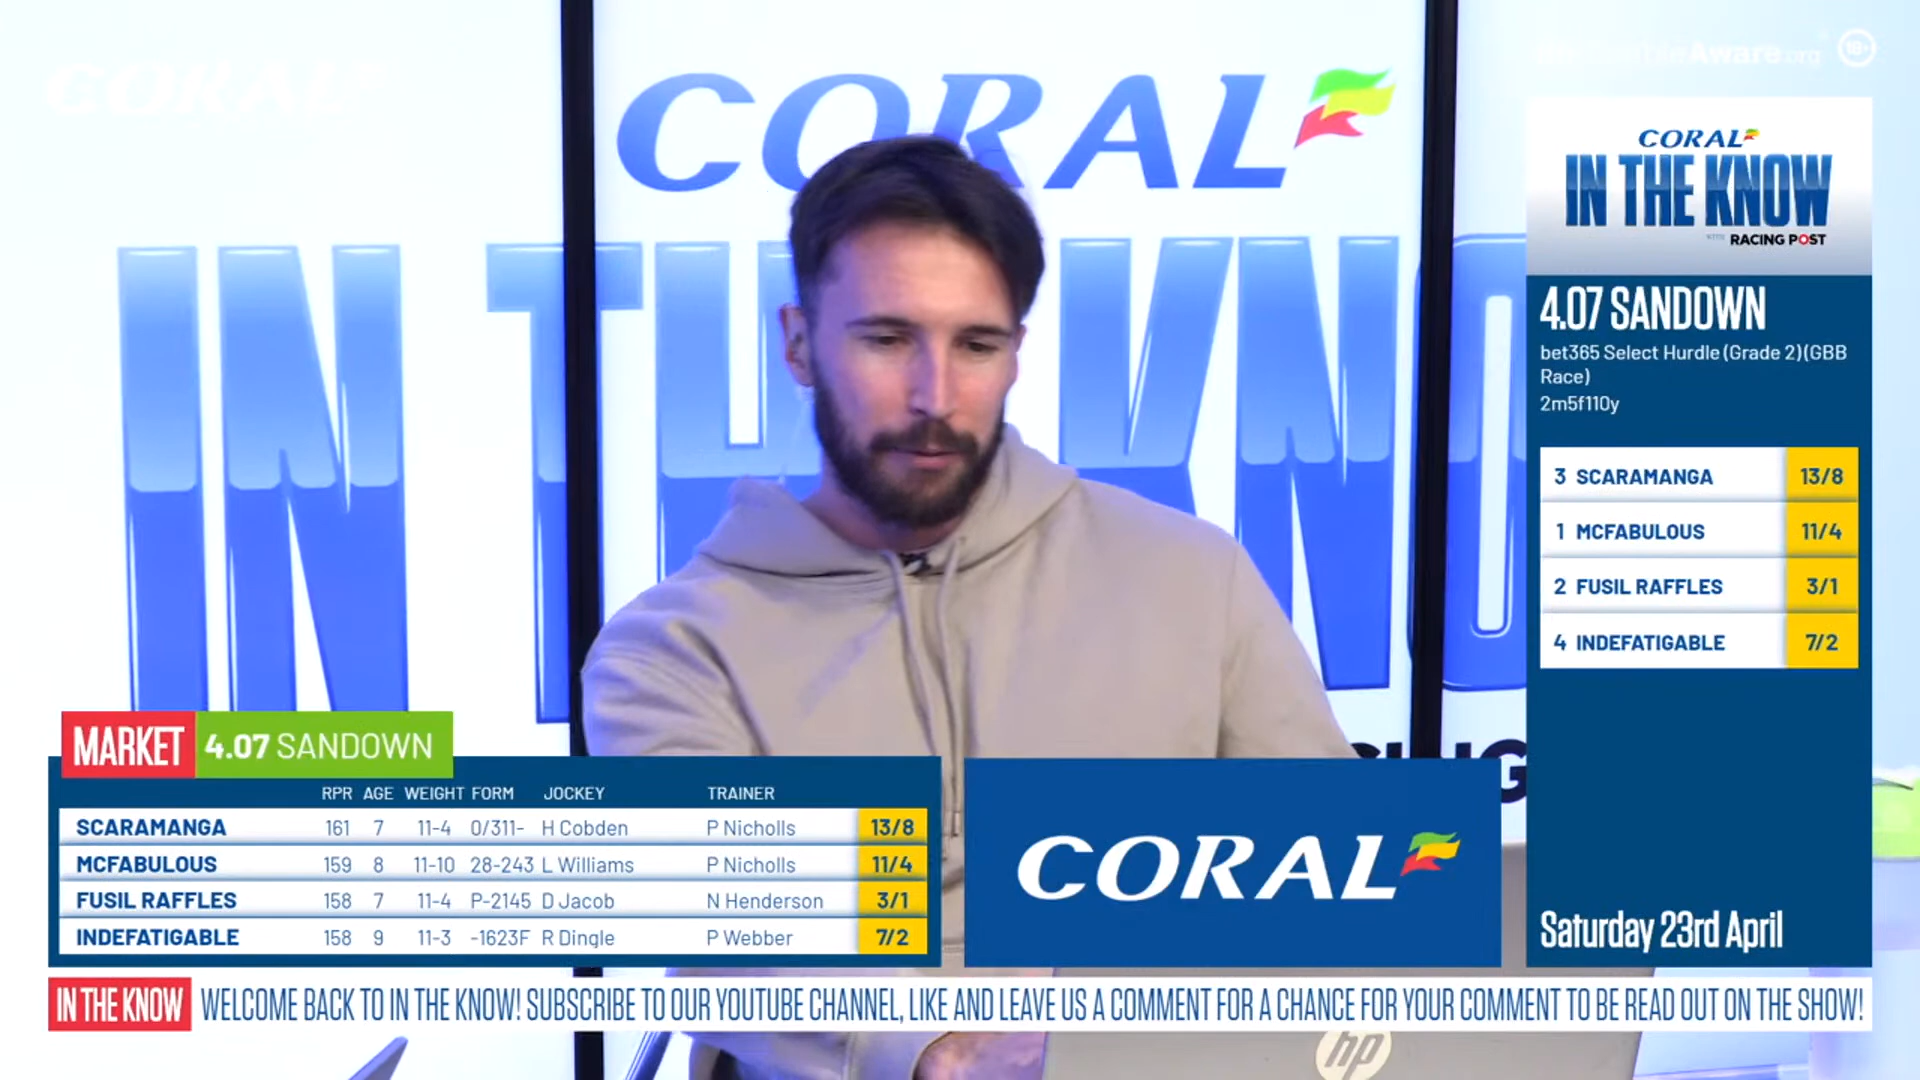 CORAL
Aware.org 18+
CORAL
IN THE KNO
CORAL
IN THE KNOW
WITH RACING POST
4.07 SANDOWN
bet365 Select Hurdle (Grade 2) (GBB
Race)
2m5f110y
3 SCARAMANGA 13/8
1 MCFABULOUS 11/4
2 FUSIL RAFFLES 3/1
4 INDEFATIGABLE 7/2
Saturday 23rd April
MARKET 4.07 SANDOWN
RPR AGE WEIGHT FORM JOCKEY TRAINER
SCARAMANGA 161 7 11-4 0/311- H Cobden P Nicholls 13/8
MCFABULOUS 159 8 11-10 28-243 L Williams P Nicholls 11/4
FUSIL RAFFLES 158 7 11-4 P-2145 D Jacob N Henderson 3/1
INDEFATIGABLE 158 9 11-3 -1623F R Dingle P Webber 7/2
CORAL
IN THE KNOW WELCOME BACK TO IN THE KNOW! SUBSCRIBE TO OUR YOUTUBE CHANNEL, LIKE AND LEAVE US A COMMENT FOR A CHANCE FOR YOUR COMMENT TO BE READ OUT ON THE SHOW!
hp